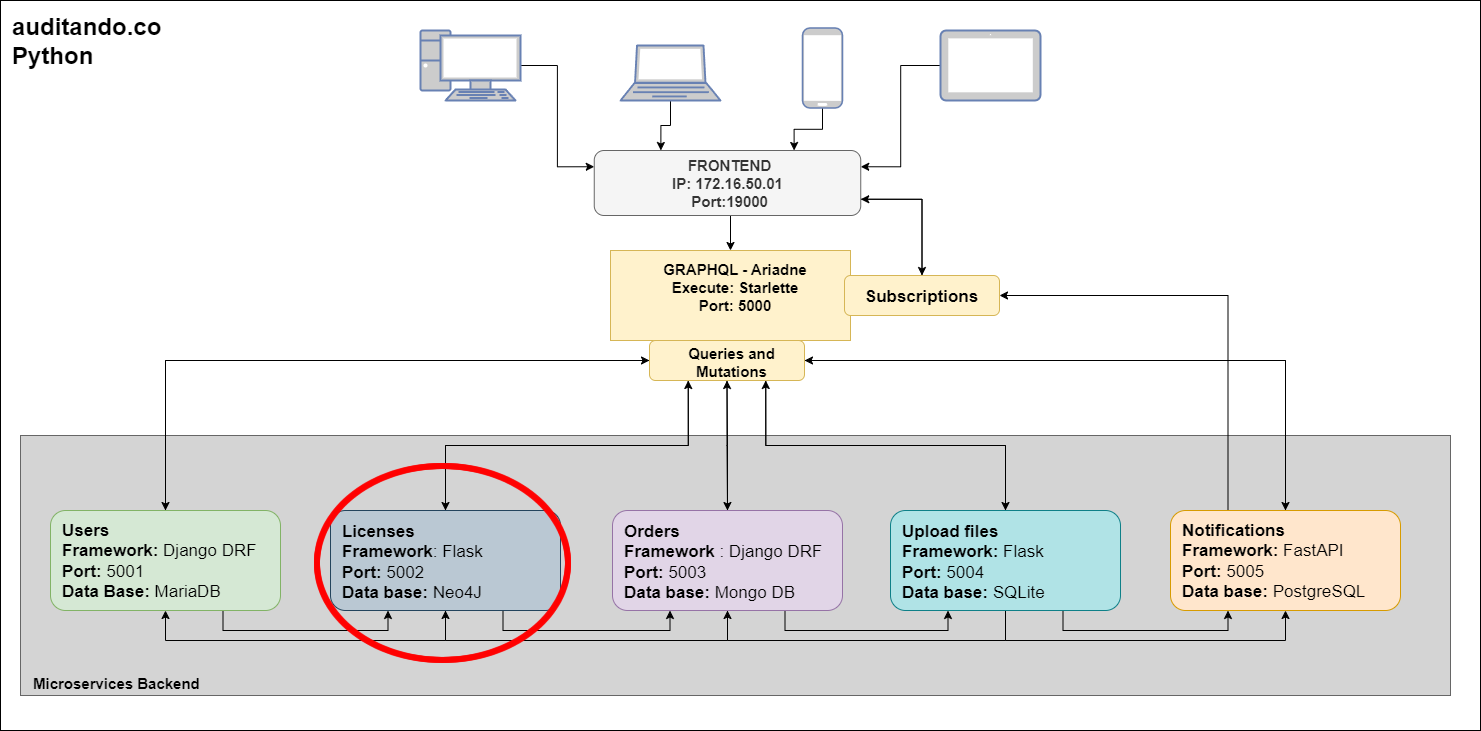 auditando.co
Python
FRONTEND
IP: 172.16.50.01
Port:19000
GRAPHQL - Ariadne
Execute: Starlette
Port: 5000
Subscriptions
Queries and
Mutations
Users
Framework: Django DRF
Port: 5001
Data Base: MariaDB
Licenses
Framework: Flask
Port: 5002
Data base: Neo4J
Orders
Framework : Django DRF
Port: 5003
Data base: Mongo DB
Upload files
Framework: Flask
Port: 5004
Data base: SQLite
Notifications
Framework: FastAPI
Port: 5005
Data base: PostgreSQL
Microservices Backend